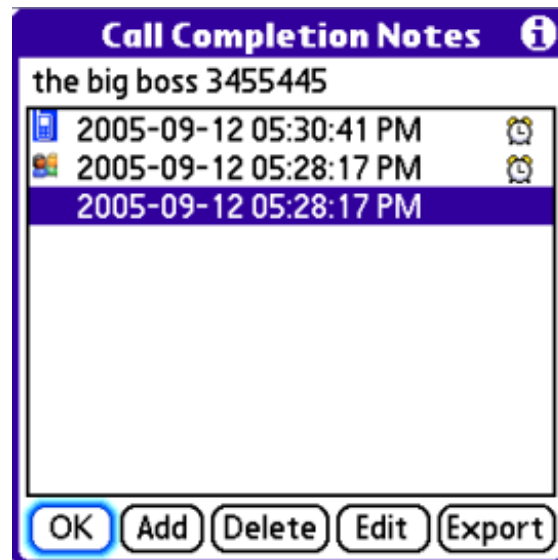 Call Completion Notes i
the big boss 3455445
2005-09-12 05:30:41 PM
2005-09-12 05:28:17 PM
2005-09-12 05:28:17 PM
OK Add Delete Edit Export